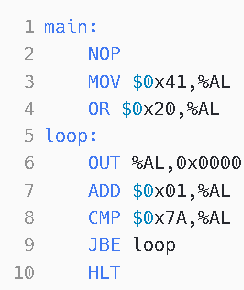 1 main:
2     NOP
3     MOV $0x41,%AL
4     OR $0x20,%AL
5 loop:
6     OUT %AL,0x0000
7     ADD $0x01,%AL
8     CMP $0x7A,%AL
9     JBE loop
10     HLT